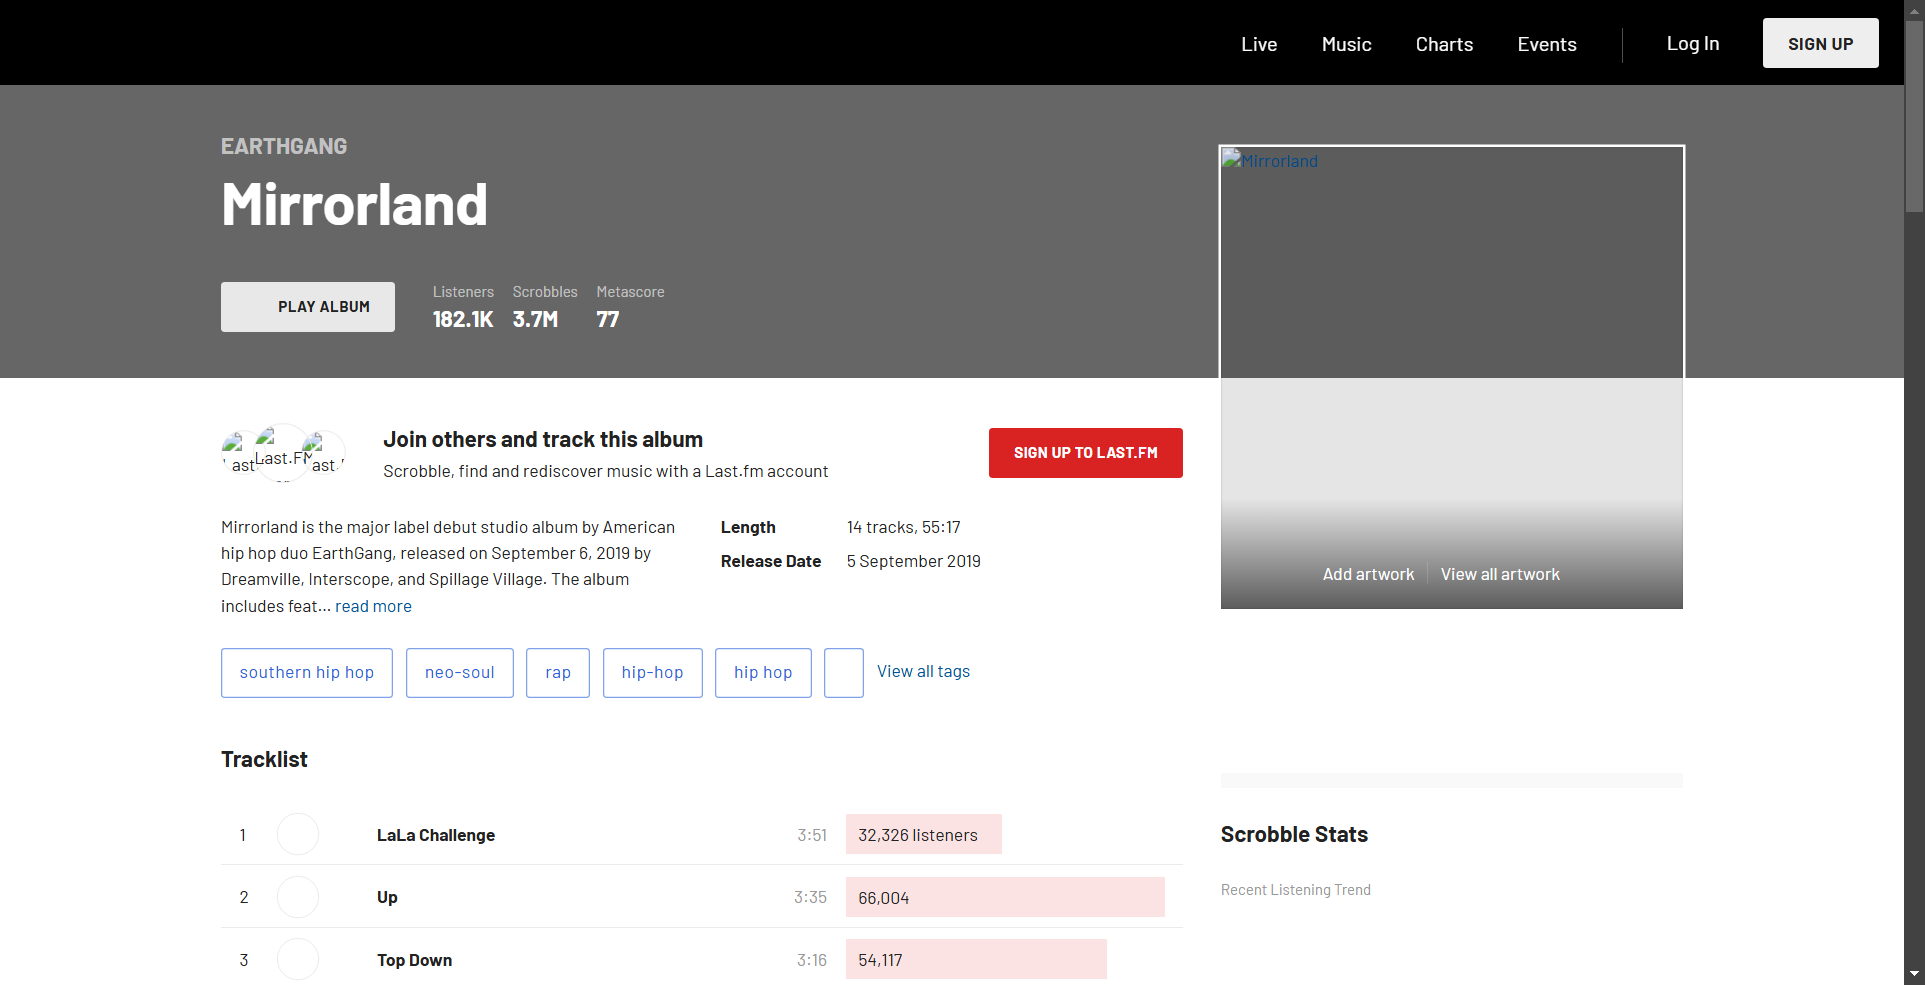 Live Music Charts Events Log In SIGN UP
EARTHGANG
Mirrorland
PLAY ALBUM
Listeners Scrobbles Metascore
182.1K 3.7M 77
Mirrorland
Add artwork View all artwork
Join others and track this album
Scrobble, find and rediscover music with a Last.fm account
SIGN UP TO LAST.FM
Mirrorland is the major label debut studio album by American
hip hop duo EarthGang, released on September 6, 2019 by
Dreamville, Interscope, and Spillage Village. The album
includes feat... read more
Length 14 tracks, 55:17
Release Date 5 September 2019
southern hip hop neo-soul rap hip-hop hip hop View all tags
Tracklist
1 LaLa Challenge 3:51 32,326 listeners
2 Up 3:35 66,004
3 Top Down 3:16 54,117
Scrobble Stats
Recent Listening Trend